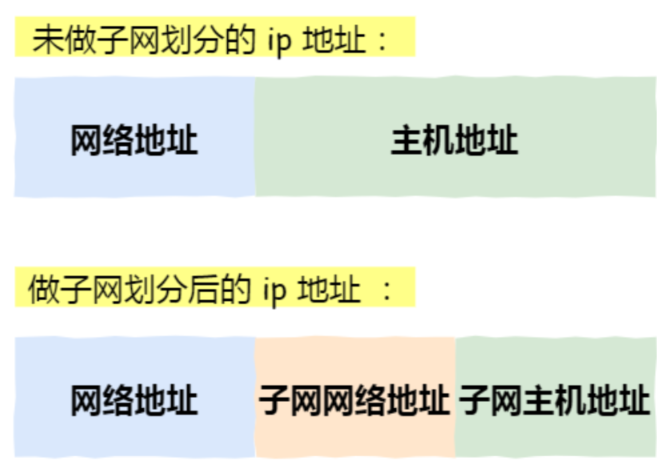 未做子网划分的 ip 地址：
网络地址 主机地址
做子网划分后的 ip 地址 ：
网络地址 子网网络地址 子网主机地址